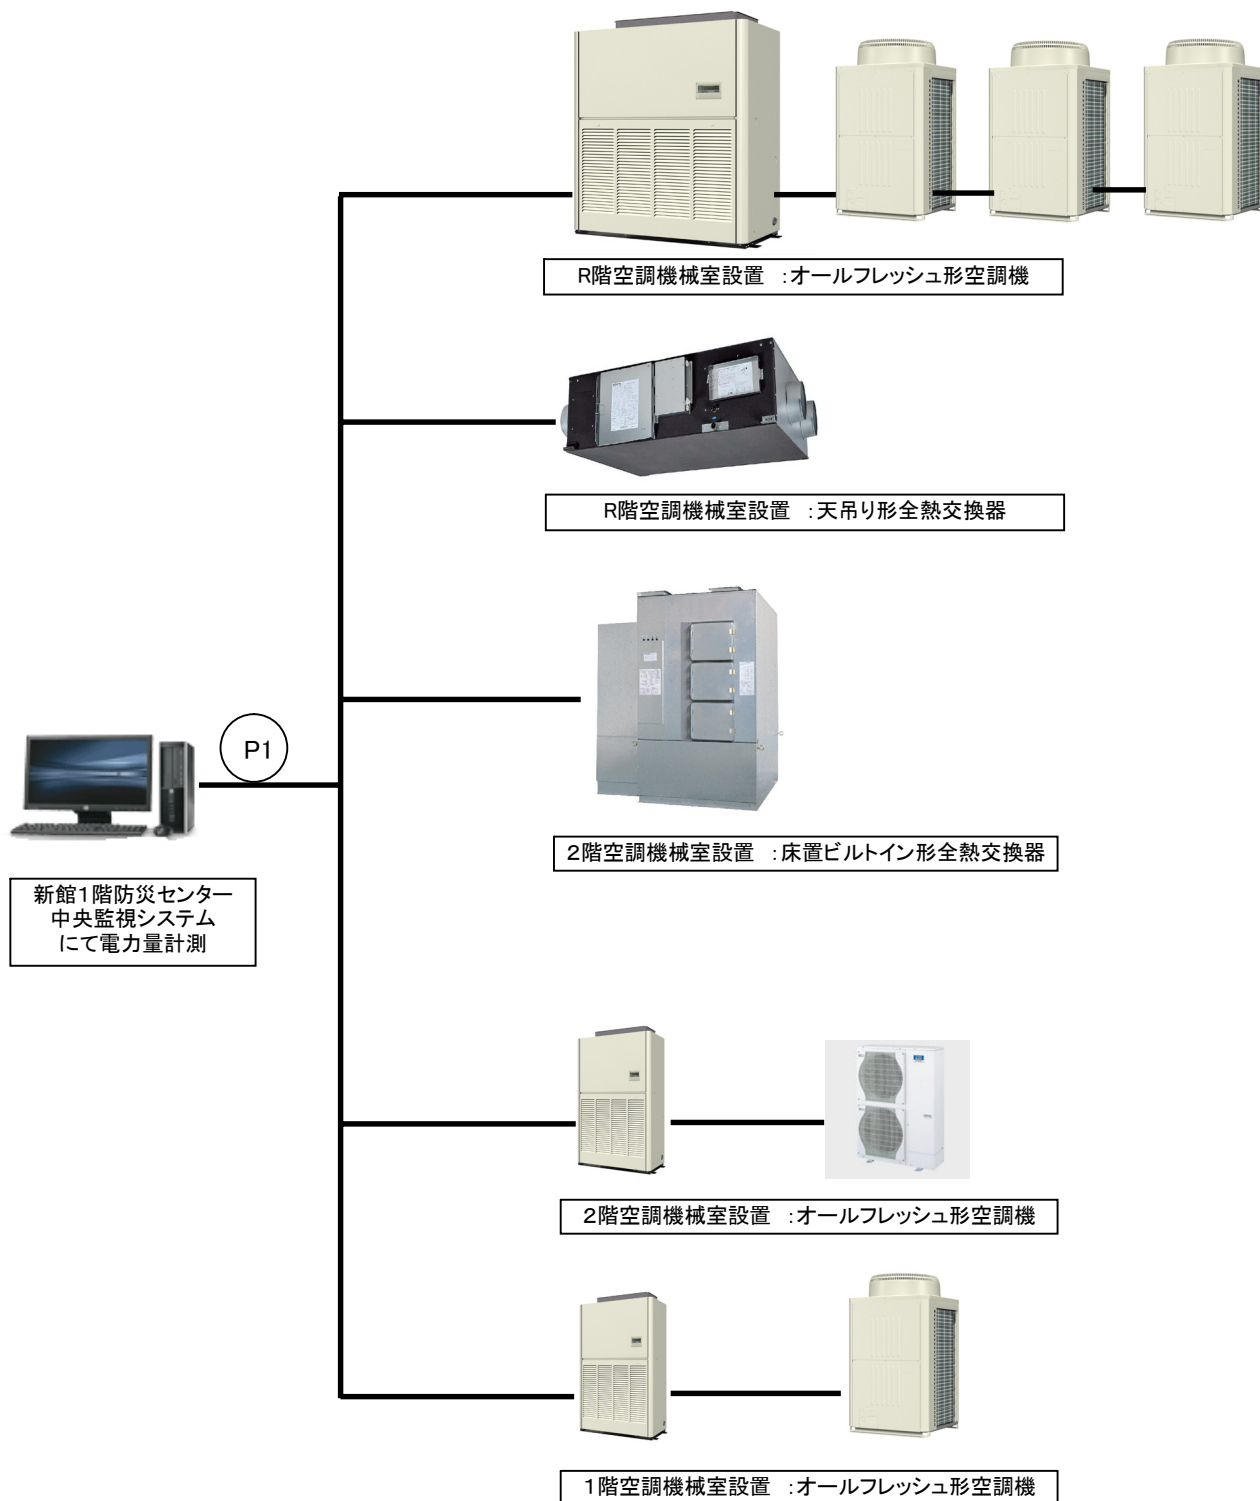 R階空調機械室設置　：オールフレッシュ形空調機
R階空調機械室設置　：天吊り形全熱交換器
P1
2階空調機械室設置　：床置ビルトイン形全熱交換器
新館1階防災センター
中央監視システム
にて電力量計測
2階空調機械室設置　：オールフレッシュ形空調機
1階空調機械室設置　：オールフレッシュ形空調機